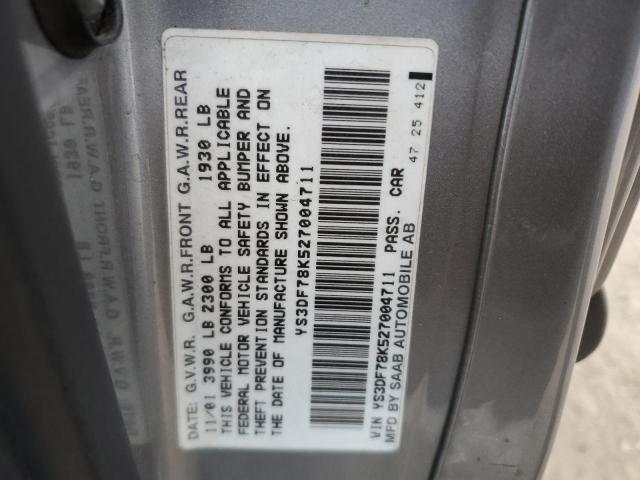 DATE: G.V.W.R. G.A.W.R.FRONT G.A.W.R.REAR
11/01 3990 LB 2300 LB 1930 LB
THIS VEHICLE CONFORMS TO ALL APPLICABLE
FEDERAL MOTOR VEHICLE SAFETY BUMPER AND
THEFT PREVENTION STANDARDS IN EFFECT ON
THE DATE OF MANUFACTURE SHOWN ABOVE.
YS3DF78K527004711
47 25 412
VIN YS3DF78K527004711 PASS. CAR
MFD BY SAAB AUTOMOBILE AB